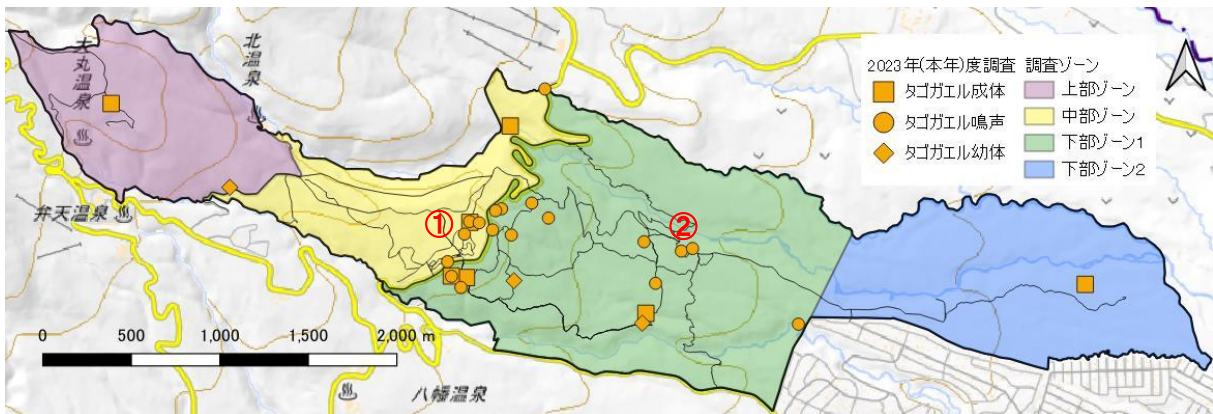 大丸温泉
北温泉
弁天温泉
八幡温泉
①
②
2023年(本年)度調査 調査ゾーン
タゴガエル成体
タゴガエル鳴声
タゴガエル幼体
上部ゾーン
中部ゾーン
下部ゾーン1
下部ゾーン2
0 500 1,000 1,500 2,000 m